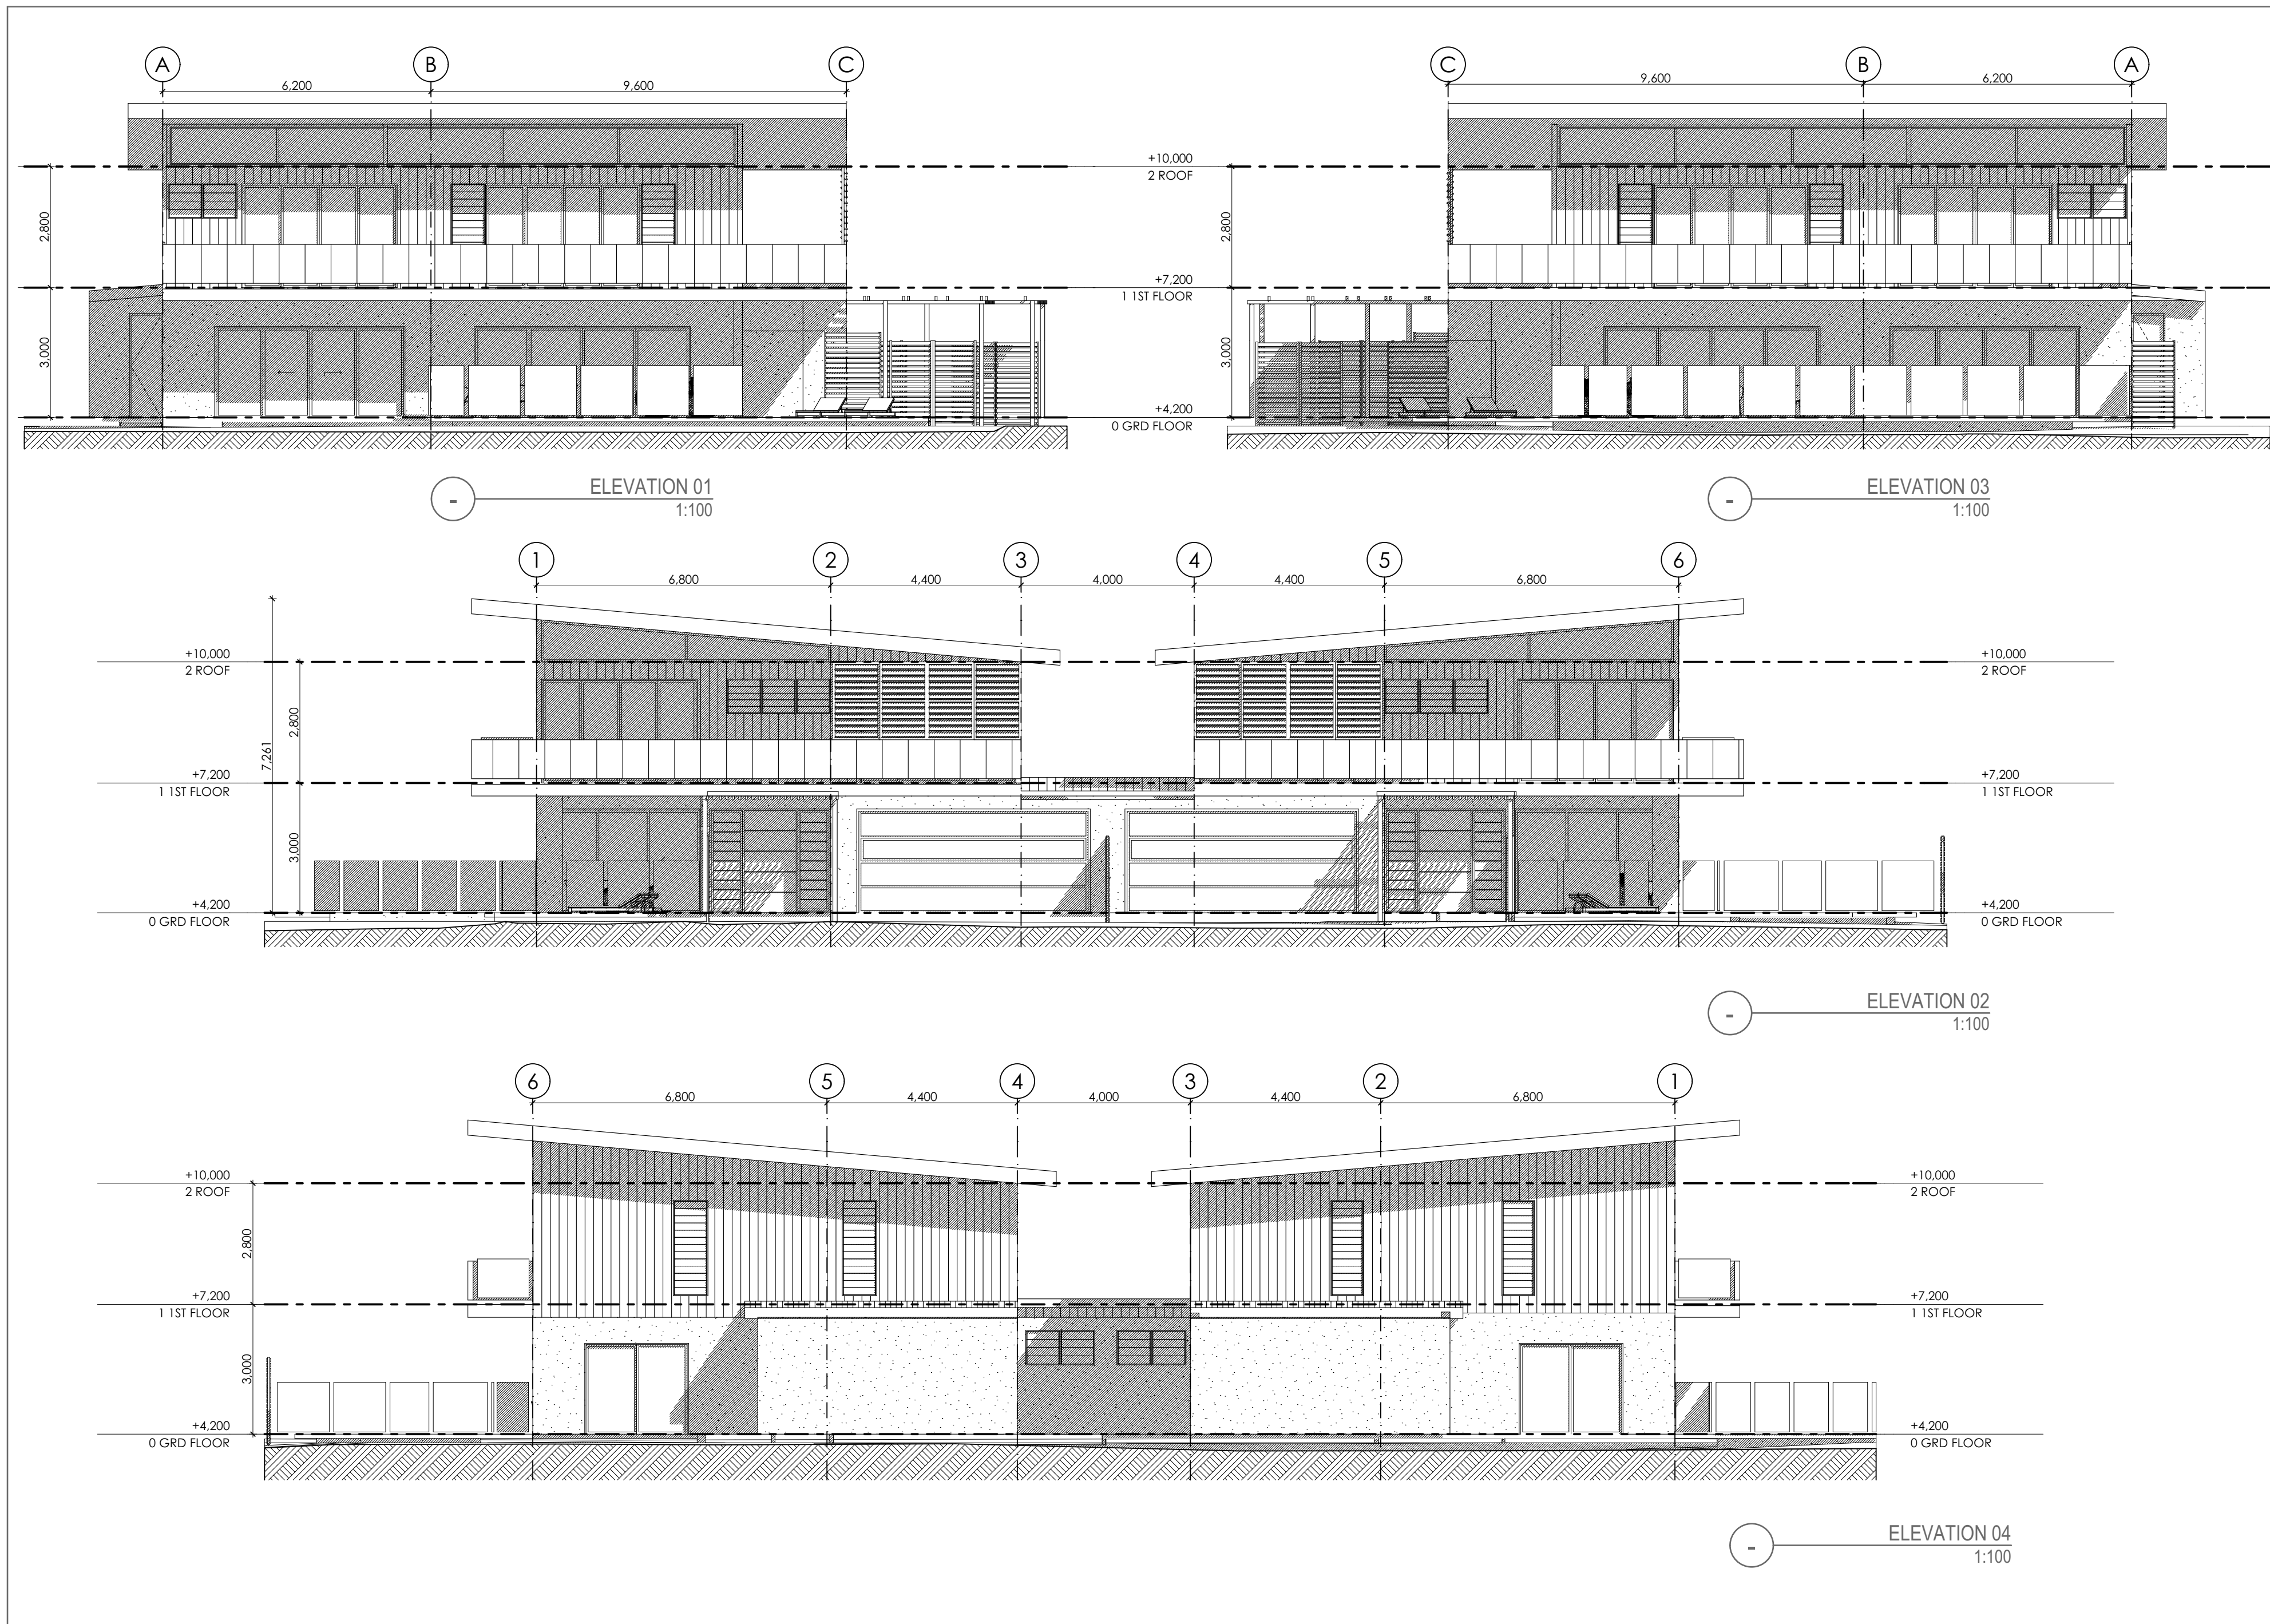 A B C
6,200 9,600
C B A
9,600 6,200
+10,000
2 ROOF
2,800
2,800
+7,200
1 1ST FLOOR
3,000
3,000
+4,200
0 GRD FLOOR
- ELEVATION 01
1:100
- ELEVATION 03
1:100
1 2 3 4 5 6
6,800 4,400 4,000 4,400 6,800
+10,000
2 ROOF
+10,000
2 ROOF
2,800
7,261
+7,200
1 1ST FLOOR
+7,200
1 1ST FLOOR
3,000
+4,200
0 GRD FLOOR
+4,200
0 GRD FLOOR
- ELEVATION 02
1:100
6 5 4 3 2 1
6,800 4,400 4,000 4,400 6,800
+10,000
2 ROOF
+10,000
2 ROOF
2,800
+7,200
1 1ST FLOOR
+7,200
1 1ST FLOOR
3,000
+4,200
0 GRD FLOOR
+4,200
0 GRD FLOOR
- ELEVATION 04
1:100